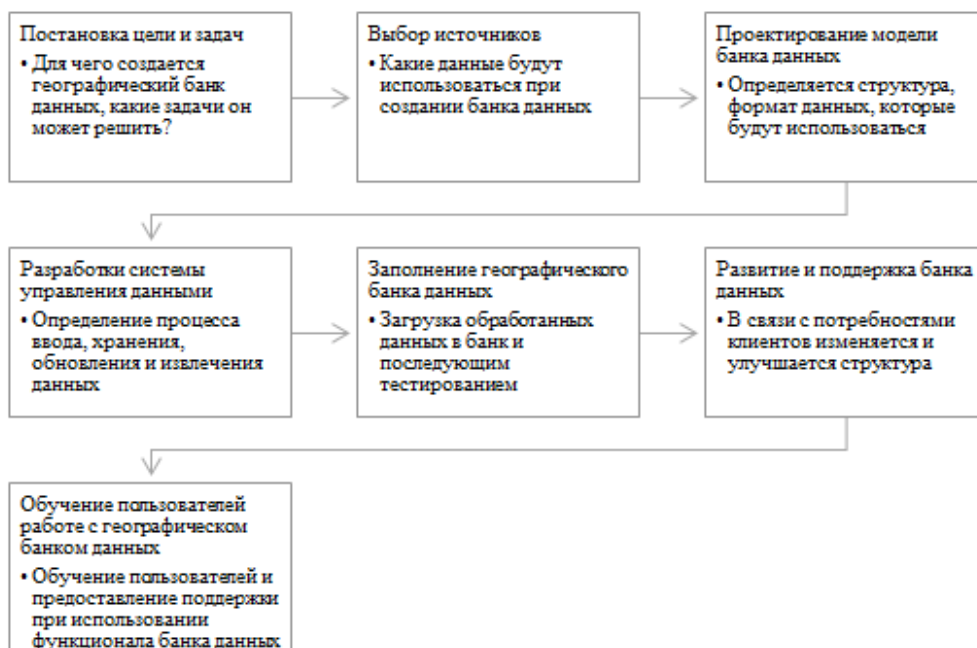 Постановка цели и задач
• Для чего создается
географический банк
данных, какие задачи он
может решить?
Выбор источников
• Какие данные будут
использоваться при
создании банка данных
Проектирование модели
банка данных
• Определяется структура,
формат данных, которые
будут использоваться
Разработки системы
управления данными
• Определение процесса
ввода, хранения,
обновления и извлечения
данных
Заполнение географического
банка данных
• Загрузка обработанных
данных в банк и
последующим
тестированием
Развитие и поддержка банка
данных
• В связи с потребностями
клиентов изменяется и
улучшается структура
Обучение пользователей
работе с географическом
банком данных
• Обучение пользователей и
предоставление поддержки
при использовании
функционала банка данных